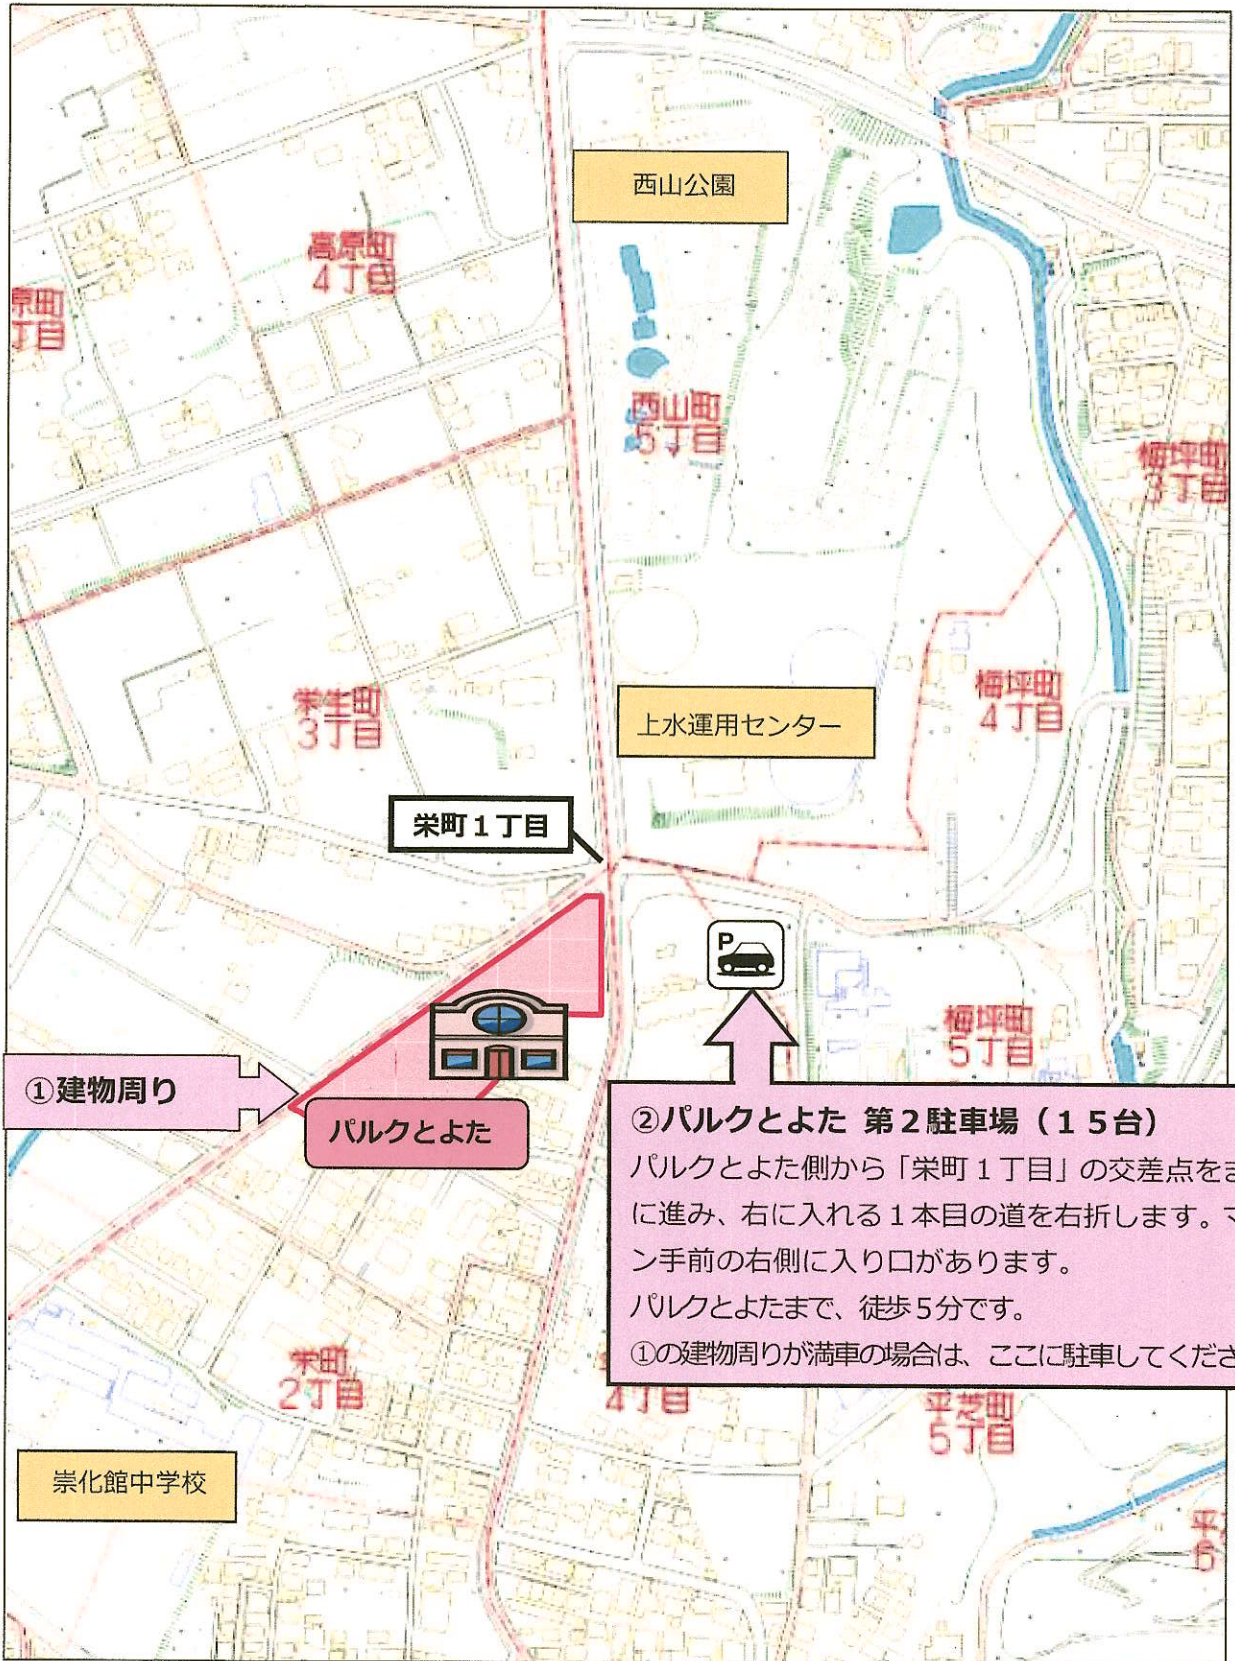 西山公園
高原町
4丁目
原町
丁目
西山町
5丁目
梅坪町
3丁目
梅坪町
4丁目
栄生町
3丁目
上水運用センター
栄町1丁目
P
梅坪町
5丁目
①建物周り
パルクとよた
②パルクとよた 第2駐車場(15台)
パルクとよた側から「栄町1丁目」の交差点をま
に進み、右に入れる1本目の道を右折します。マ
ン手前の右側に入り口があります。
パルクとよたまで、徒歩5分です。
①の建物周りが満車の場合は、ここに駐車してくださ
栄町
2丁目
4丁目
平芝町
5丁目
崇化館中学校